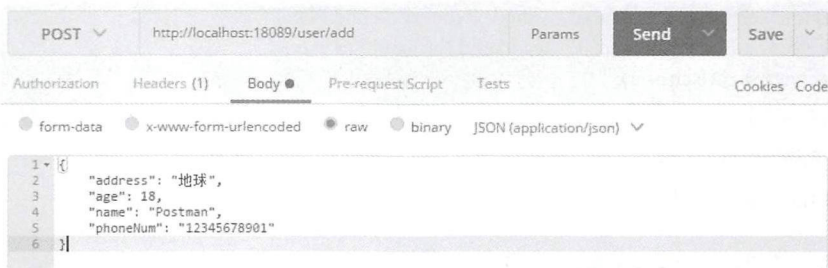 POST http://localhost:18089/user/add Params Send Save
Authorization Headers (1) Body Pre-request Script Tests Cookies Code
form-data x-www-form-urlencoded raw binary JSON (application/json)
1 {
2 "address": "地球",
3 "age": 18,
4 "name": "Postman",
5 "phoneNum": "12345678901"
6 }